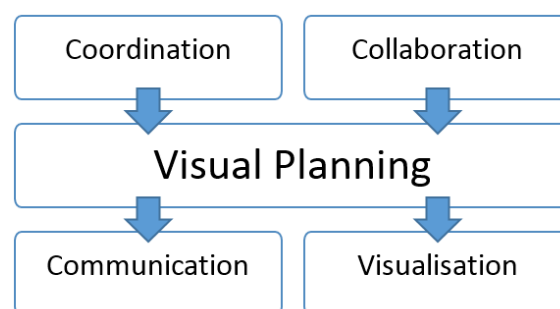 Coordination
Collaboration
Visual Planning
Communication
Visualisation